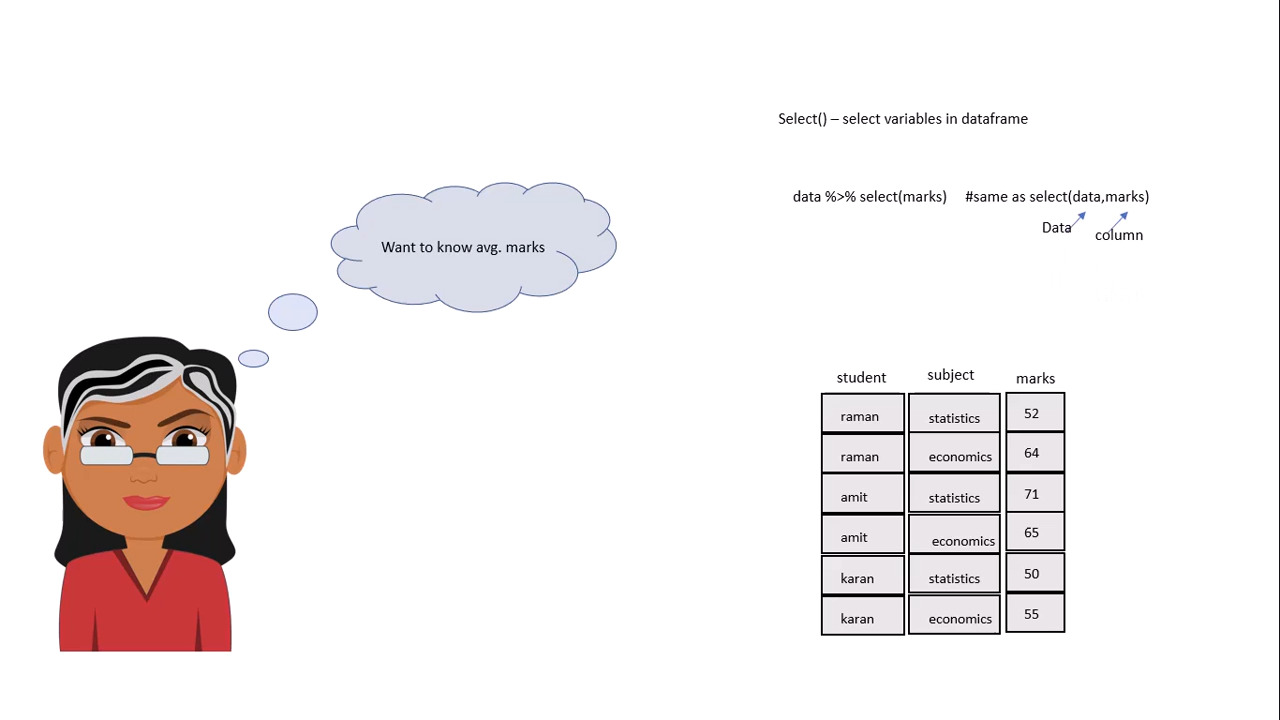 Select() – select variables in dataframe
data %>% select(marks) #same as select(data,marks)
Data column
Want to know avg. marks
student subject marks
raman statistics 52
raman economics 64
amit statistics 71
amit economics 65
karan statistics 50
karan economics 55